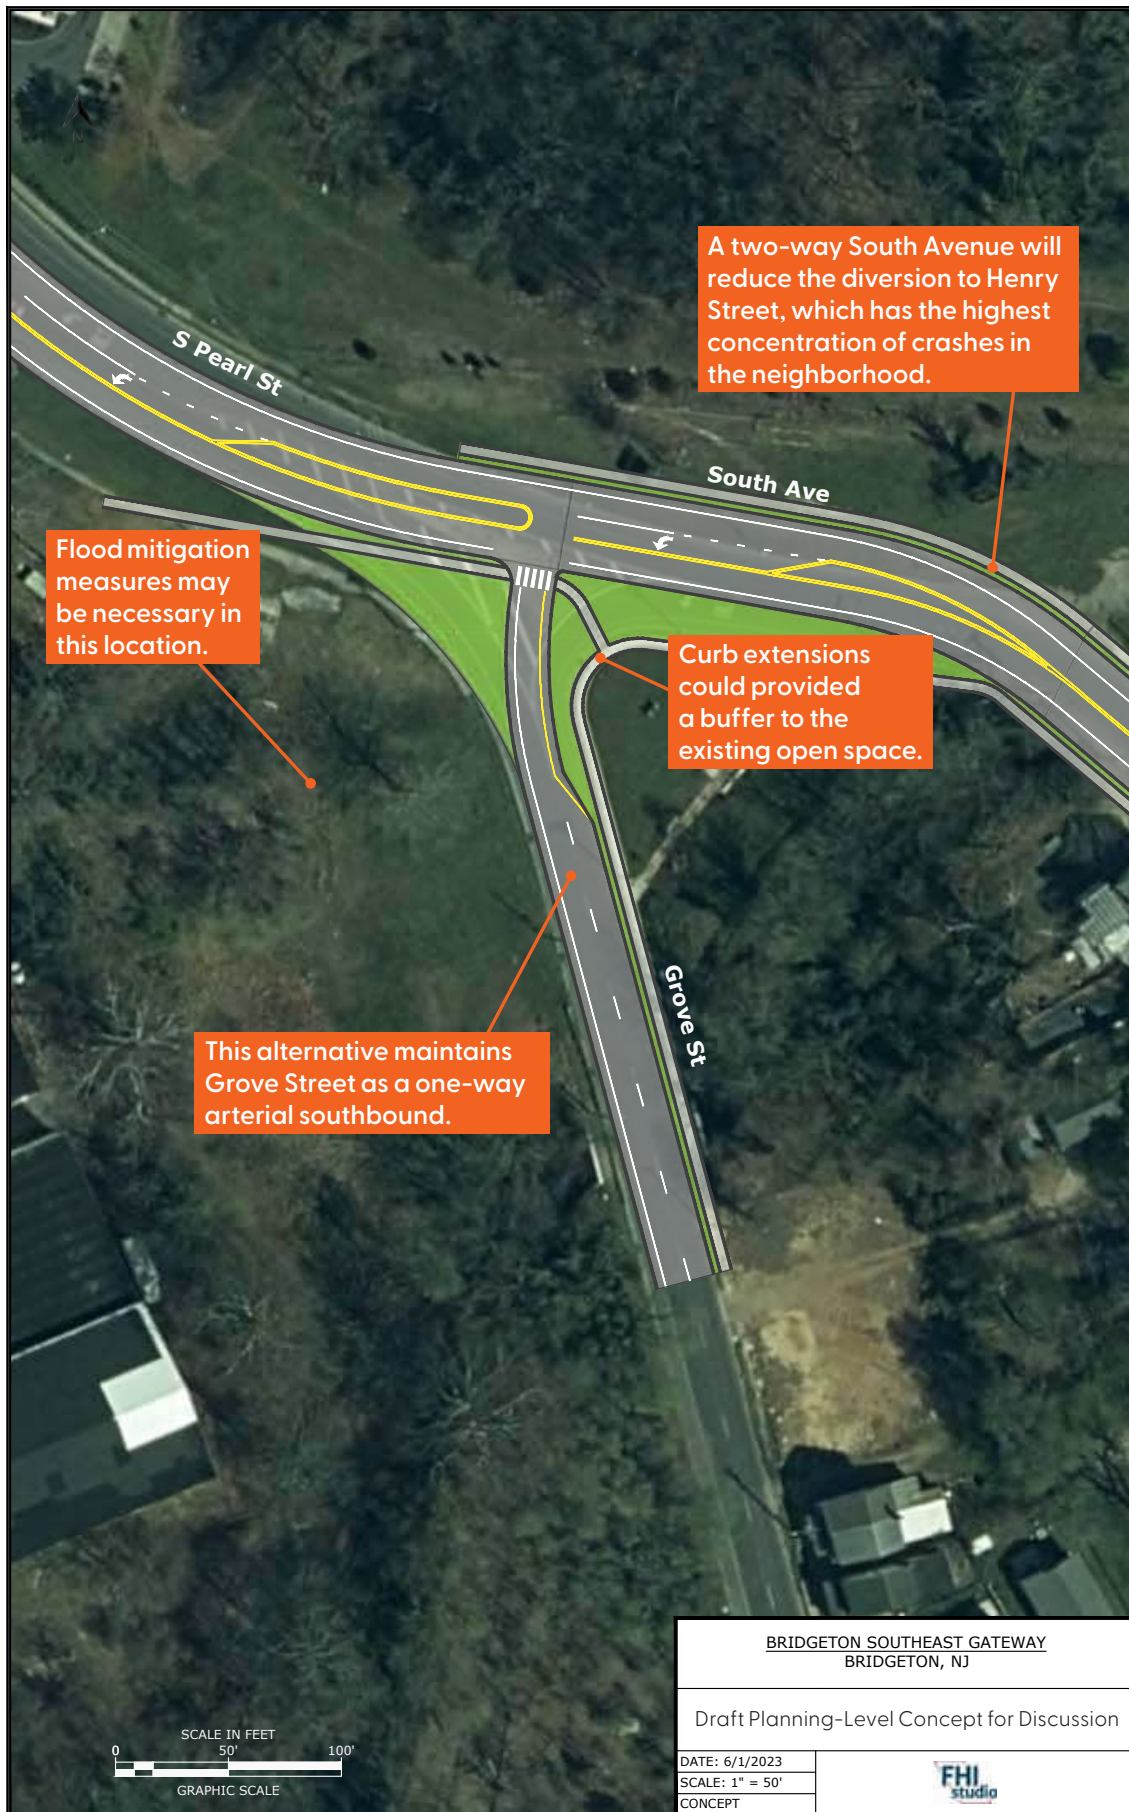 N
A two-way South Avenue will
reduce the diversion to Henry
Street, which has the highest
concentration of crashes in
the neighborhood.
S Pearl St
South Ave
Flood mitigation
measures may
be necessary in
this location.
Curb extensions
could provided
a buffer to the
existing open space.
Grove St
This alternative maintains
Grove Street as a one-way
arterial southbound.
SCALE IN FEET
0 50' 100'
GRAPHIC SCALE
BRIDGETON SOUTHEAST GATEWAY
BRIDGETON, NJ
Draft Planning-Level Concept for Discussion
DATE: 6/1/2023
SCALE: 1" = 50'
CONCEPT
FHI
studio